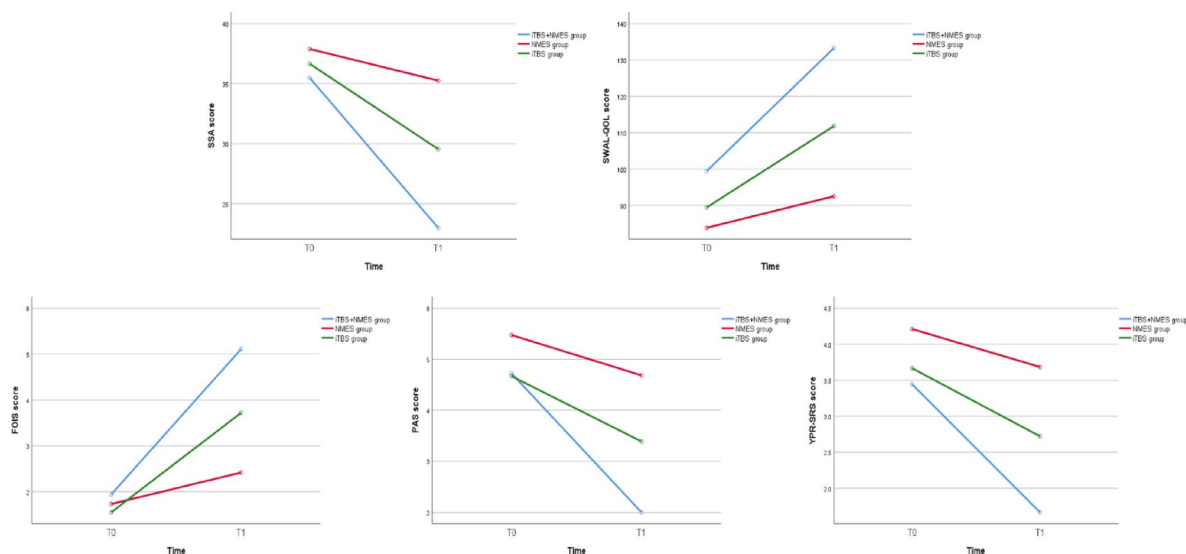 SSA score
40
35
30
25
T0
T1
Time
iTBS+NMES group
NMES group
iTBS group
SWAL-QOL score
140
130
120
110
100
80
T0
T1
Time
iTBS+NMES group
NMES group
iTBS group
FOIS score
6
5
4
3
2
T0
T1
Time
iTBS+NMES group
NMES group
iTBS group
PAS score
6
5
4
3
2
T0
T1
Time
iTBS+NMES group
NMES group
iTBS group
YPR-SRS score
4.5
4.0
3.5
3.0
2.5
2.0
T0
T1
Time
iTBS+NMES group
NMES group
iTBS group